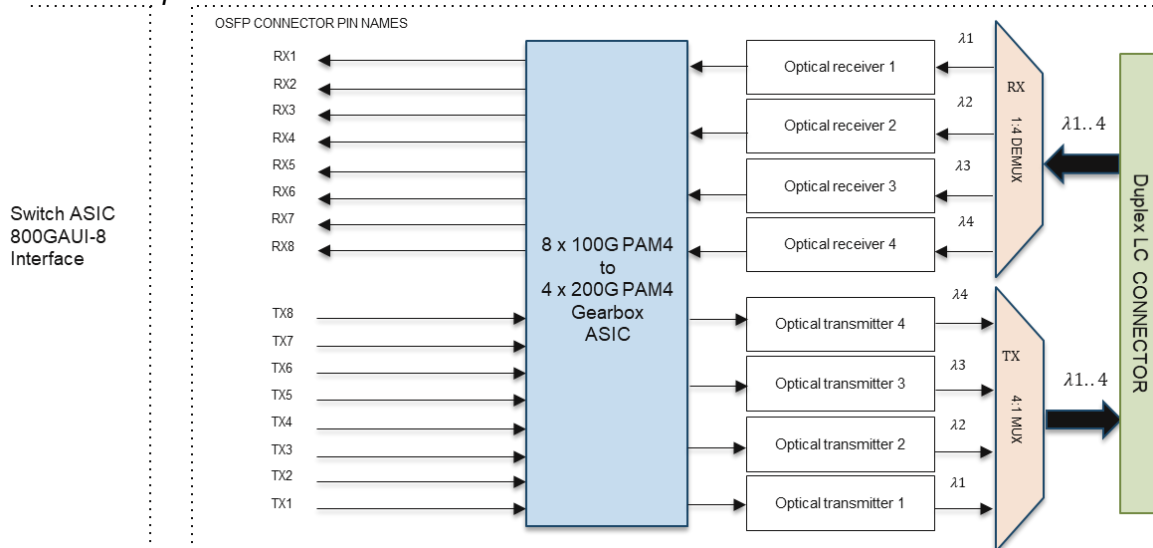 OSFP CONNECTOR PIN NAMES
RX1
RX2
RX3
RX4
RX5
RX6
RX7
RX8
TX8
TX7
TX6
TX5
TX4
TX3
TX2
TX1
Switch ASIC
800GAUI-8
Interface
8 x 100G PAM4
to
4 x 200G PAM4
Gearbox
ASIC
Optical receiver 1
Optical receiver 2
Optical receiver 3
Optical receiver 4
Optical transmitter 4
Optical transmitter 3
Optical transmitter 2
Optical transmitter 1
λ1
λ2
λ3
λ4
λ4
λ3
λ2
λ1
RX
1:4 DEMUX
TX
4:1 MUX
λ1..4
λ1..4
Duplex LC CONNECTOR